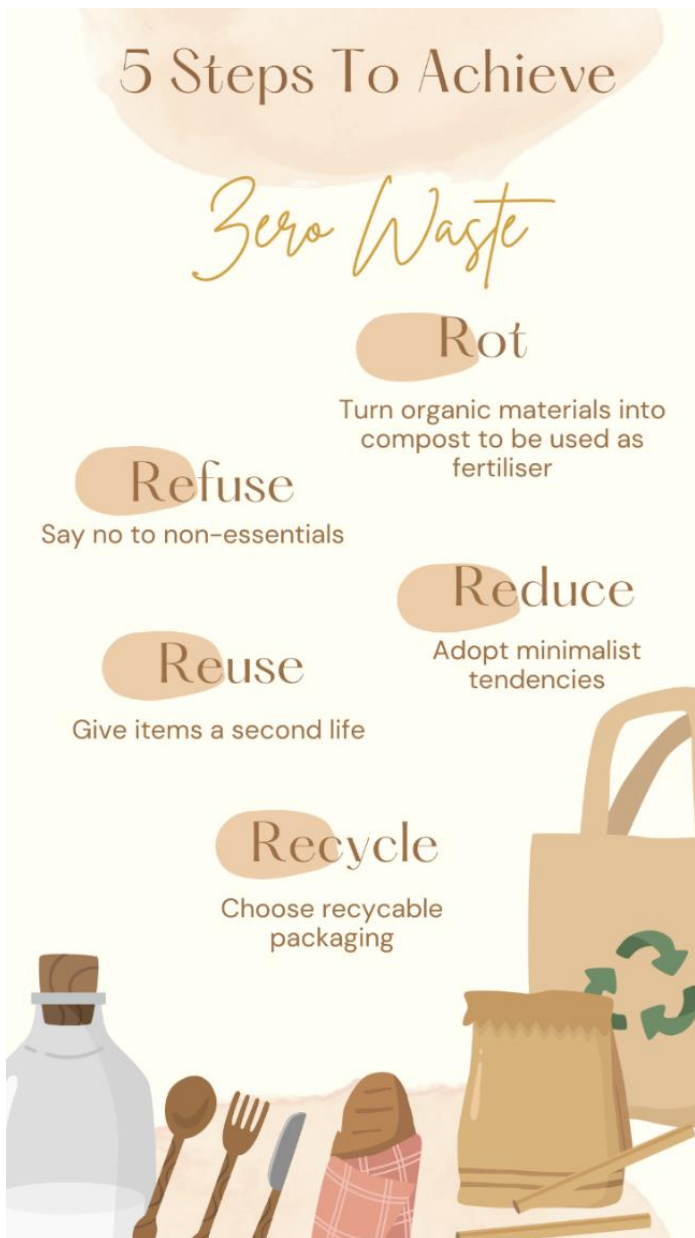 5 Steps To Achieve
Zero Waste
Rot
Turn organic materials into
compost to be used as
fertiliser
Refuse
Say no to non-essentials
Reduce
Adopt minimalist
tendencies
Reuse
Give items a second life
Recycle
Choose recycable
packaging